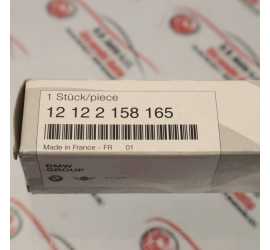 1 Stück/piece
12 12 2 158 165
Made in France - FR 01
BMW
GROUP